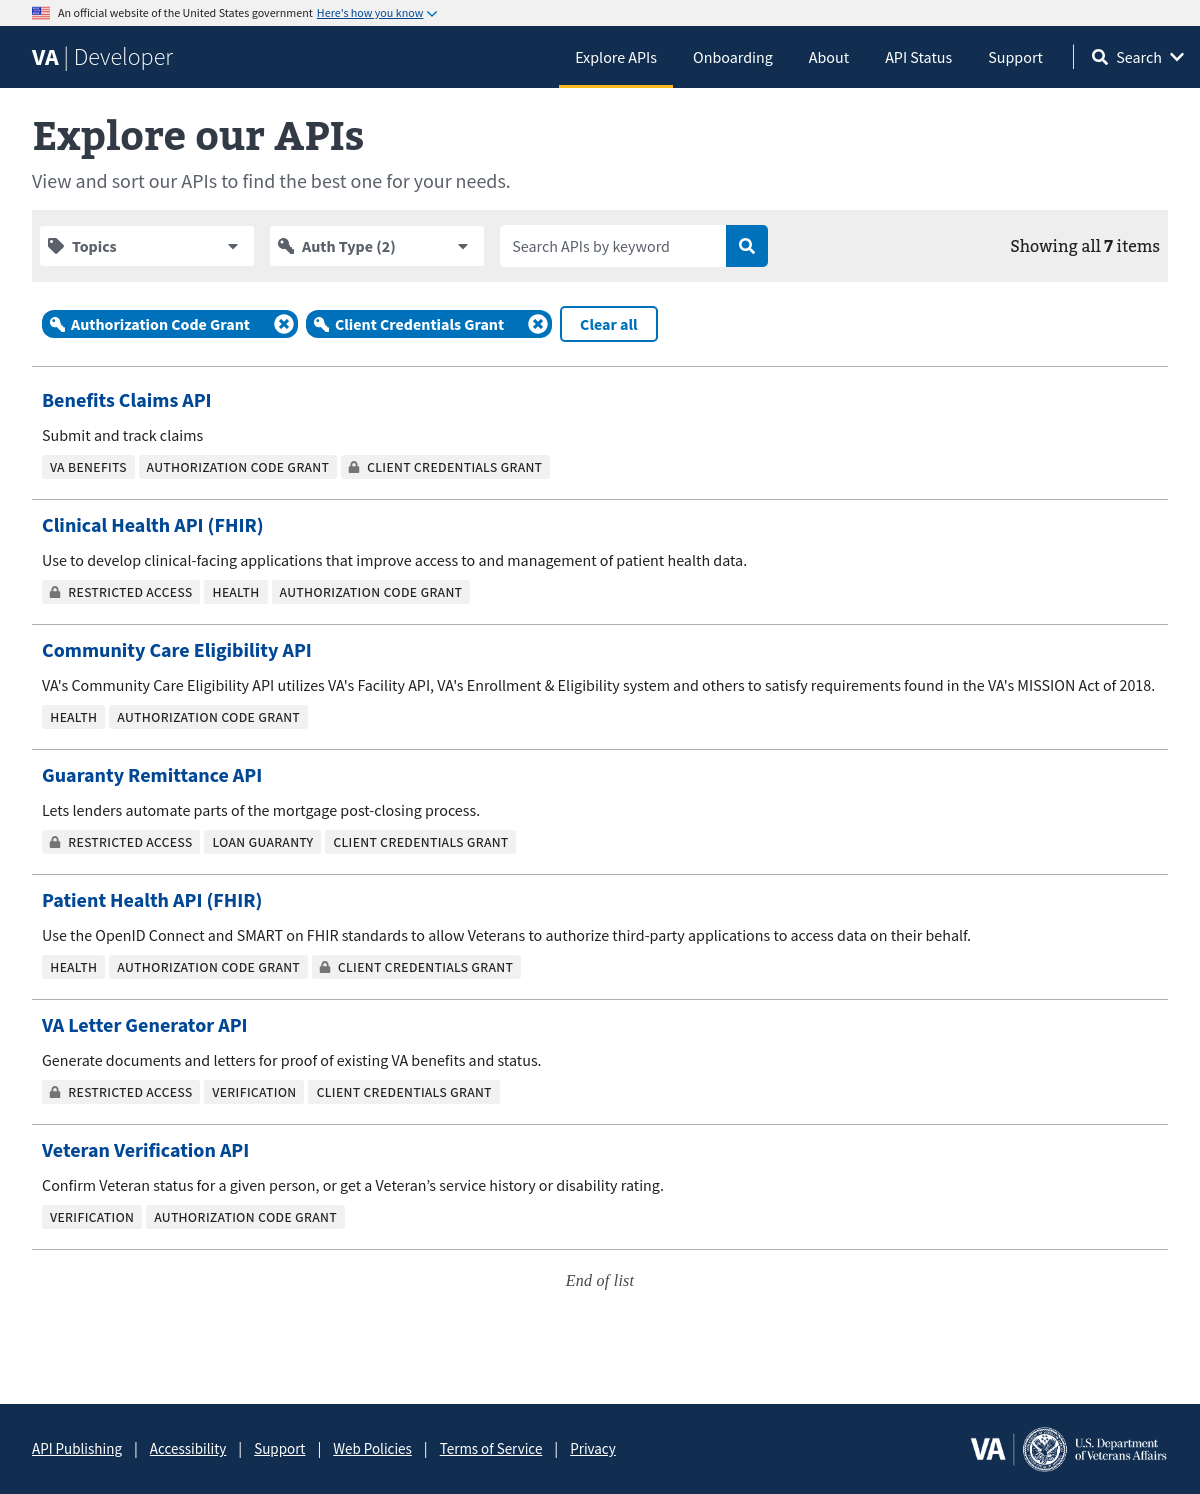 An official website of the United States government Here's how you know
VA | Developer
Explore APIs Onboarding About API Status Support Search
Explore our APIs
View and sort our APIs to find the best one for your needs.
Topics Auth Type (2) Search APIs by keyword Showing all 7 items
Authorization Code Grant Client Credentials Grant Clear all
Benefits Claims API
Submit and track claims
VA BENEFITS AUTHORIZATION CODE GRANT CLIENT CREDENTIALS GRANT
Clinical Health API (FHIR)
Use to develop clinical-facing applications that improve access to and management of patient health data.
RESTRICTED ACCESS HEALTH AUTHORIZATION CODE GRANT
Community Care Eligibility API
VA's Community Care Eligibility API utilizes VA's Facility API, VA's Enrollment & Eligibility system and others to satisfy requirements found in the VA's MISSION Act of 2018.
HEALTH AUTHORIZATION CODE GRANT
Guaranty Remittance API
Lets lenders automate parts of the mortgage post-closing process.
RESTRICTED ACCESS LOAN GUARANTY CLIENT CREDENTIALS GRANT
Patient Health API (FHIR)
Use the OpenID Connect and SMART on FHIR standards to allow Veterans to authorize third-party applications to access data on their behalf.
HEALTH AUTHORIZATION CODE GRANT CLIENT CREDENTIALS GRANT
VA Letter Generator API
Generate documents and letters for proof of existing VA benefits and status.
RESTRICTED ACCESS VERIFICATION CLIENT CREDENTIALS GRANT
Veteran Verification API
Confirm Veteran status for a given person, or get a Veteran’s service history or disability rating.
VERIFICATION AUTHORIZATION CODE GRANT
End of list
API Publishing | Accessibility | Support | Web Policies | Terms of Service | Privacy
VA | U.S. Department
of Veterans Affairs